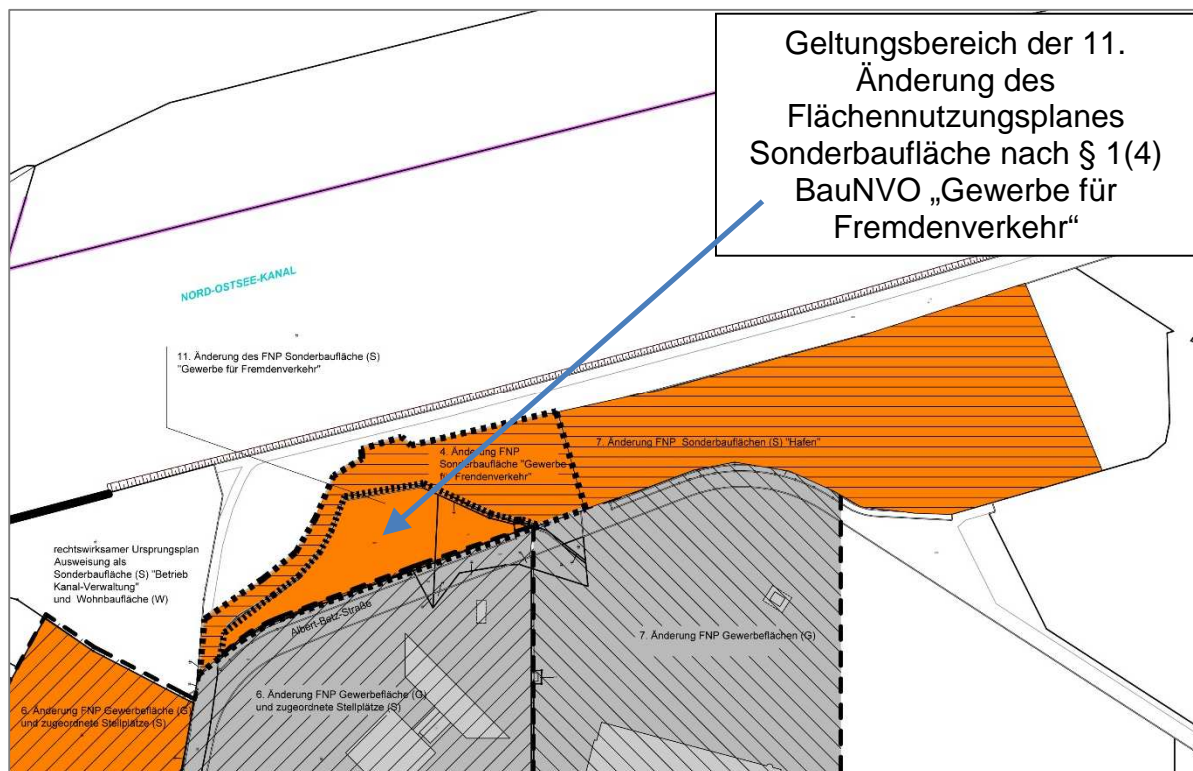 Geltungsbereich der 11.
Änderung des
Flächennutzungsplanes
Sonderbaufläche nach § 1(4)
BauNVO „Gewerbe für
Fremdenverkehr“
NORD-OSTSEE-KANAL
11. Änderung des FNP Sonderbaufläche (S)
"Gewerbe für Fremdenverkehr"
4. Änderung FNP
Sonderbaufläche "Gewerbe
für Frendenverkehr"
7. Änderung FNP Sonderbauflächen (S) "Hafen"
rechtswirksamer Ursprungsplan
Ausweisung als
Sonderbaufläche (S) "Betrieb
Kanal-Verwaltung"
und Wohnbaufläche (W)
Albert-Betz-Straße
7. Änderung FNP Gewerbeflächen (G)
6. Änderung FNP Gewerbefläche (G)
und zugeordnete Stellplätze (S)
6. Änderung FNP Gewerbefläche (G)
und zugeordnete Stellplätze (S)